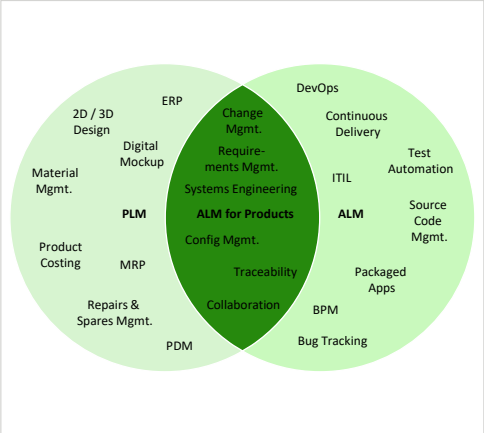 ERP
2D / 3D
Design
Digital
Mockup
Material
Mgmt.
PLM
Product
Costing
MRP
Repairs &
Spares Mgmt.
PDM
Change
Mgmt.
Require-
ments Mgmt.
Systems Engineering
ALM for Products
Config Mgmt.
Traceability
Collaboration
DevOps
Continuous
Delivery
Test
Automation
ITIL
ALM
Source
Code
Mgmt.
Packaged
Apps
BPM
Bug Tracking